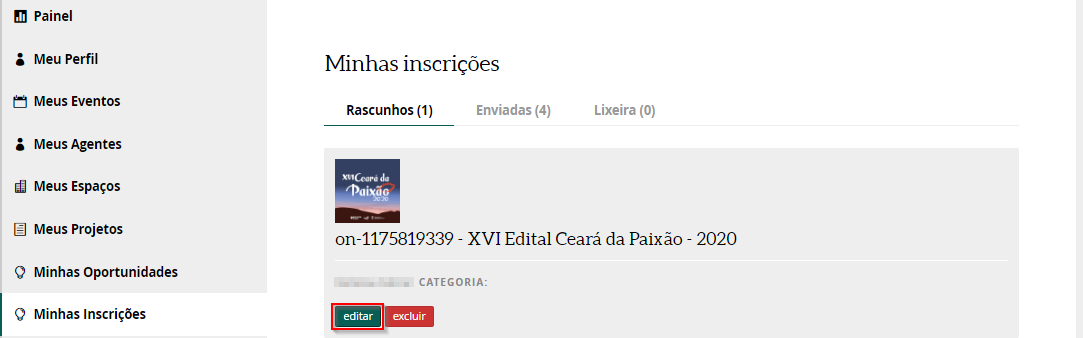 Painel
Meu Perfil
Meus Eventos
Meus Agentes
Meus Espaços
Meus Projetos
Minhas Oportunidades
Minhas Inscrições
Minhas inscrições
Rascunhos (1) Enviadas (4) Lixeira (0)
XVI Ceará da
Paixão
2020
on-1175819339 - XVI Edital Ceará da Paixão - 2020
CATEGORIA:
editar excluir